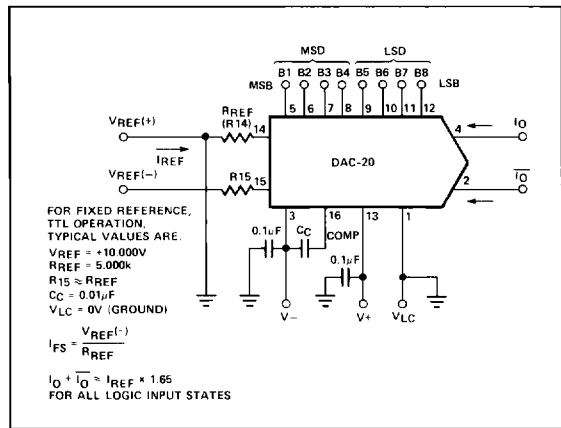 MSD LSD
B1 B2 B3 B4 B5 B6 B7 B8
MSB LSB
5 6 7 8 9 10 11 12
VREF(+) RREF (R14) 14 4 IO
IREF DAC-20
VREF(−) R15 15 2 I̅O̅
3 16 13 1
0.1μF CC COMP 0.1μF
V− V+ VLC
FOR FIXED REFERENCE,
TTL OPERATION,
TYPICAL VALUES ARE.
VREF = +10.000V
RREF = 5.000k
R15 ≈ RREF
CC = 0.01μF
VLC = 0V (GROUND)
IFS = VREF(−) / RREF
IO + I̅O̅ = IREF × 1.65
FOR ALL LOGIC INPUT STATES